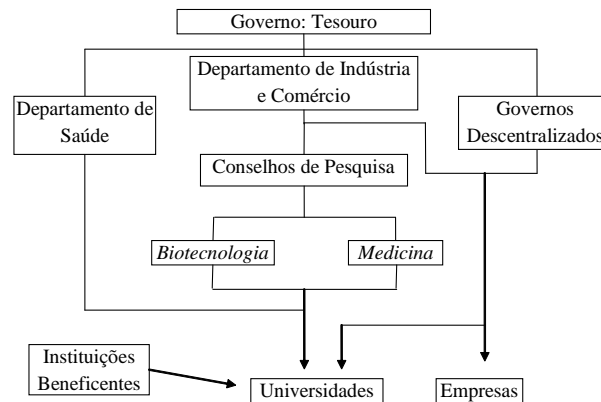 Governo: Tesouro
Departamento de Indústria
e Comércio
Departamento de
Saúde
Governos
Descentralizados
Conselhos de Pesquisa
Biotecnologia
Medicina
Instituições
Beneficentes
Universidades
Empresas